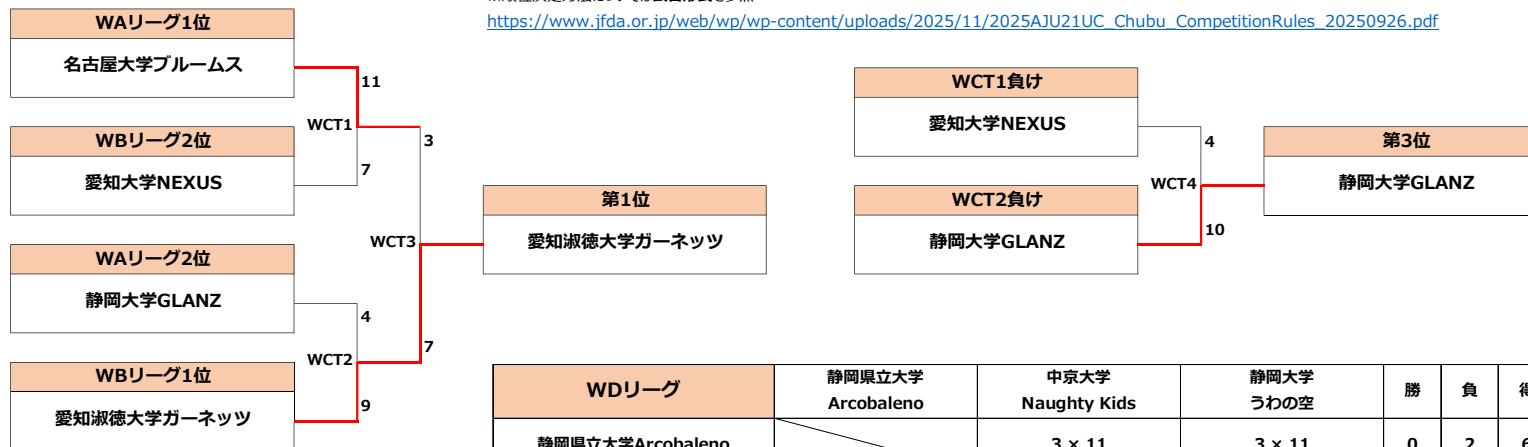 https://www.jfda.or.jp/web/wp/wp-content/uploads/2025/11/2025AJU21UC_Chubu_CompetitionRules_20250926.pdf
WAリーグ1位
名古屋大学ブルームス
11
WCT1
WBリーグ2位
愛知大学NEXUS
7
3
WCT3
第1位
愛知淑徳大学ガーネッツ
WAリーグ2位
静岡大学GLANZ
4
WCT2
7
WBリーグ1位
愛知淑徳大学ガーネッツ
9
WCT1負け
愛知大学NEXUS
4
WCT4
WCT2負け
静岡大学GLANZ
10
第3位
静岡大学GLANZ
WDリーグ
静岡県立大学
Arcobaleno
中京大学
Naughty Kids
静岡大学
うわの空
勝
負
静岡県立大学Arcobaleno
3 × 11
3 × 11
0
2